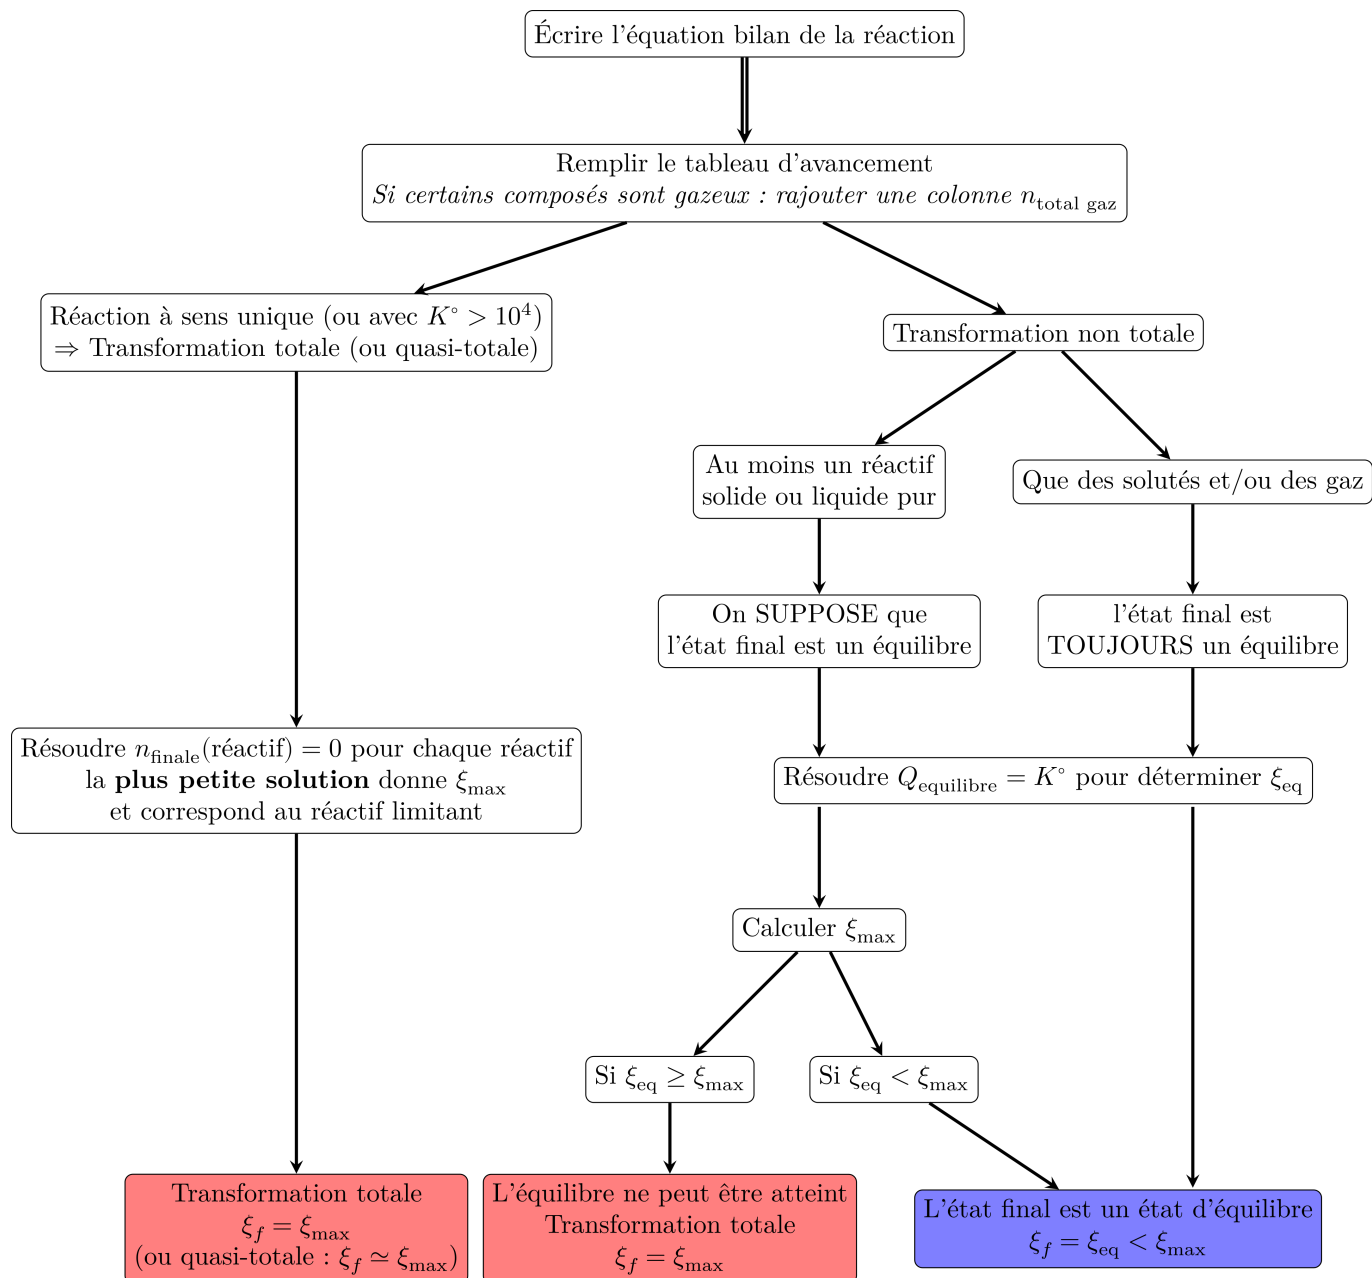 Écrire l'équation bilan de la réaction
Remplir le tableau d'avancement
Si certains composés sont gazeux : rajouter une colonne n_total gaz
Réaction à sens unique (ou avec K° > 10⁴)
⇒ Transformation totale (ou quasi-totale)
Transformation non totale
Au moins un réactif
solide ou liquide pur
Que des solutés et/ou des gaz
On SUPPOSE que
l'état final est un équilibre
l'état final est
TOUJOURS un équilibre
Résoudre n_finale(réactif) = 0 pour chaque réactif
la plus petite solution donne ξ_max
et correspond au réactif limitant
Résoudre Q_equilibre = K° pour déterminer ξ_eq
Calculer ξ_max
Si ξ_eq ≥ ξ_max
Si ξ_eq < ξ_max
Transformation totale
ξ_f = ξ_max
(ou quasi-totale : ξ_f ≃ ξ_max)
L'équilibre ne peut être atteint
Transformation totale
ξ_f = ξ_max
L'état final est un état d'équilibre
ξ_f = ξ_eq < ξ_max